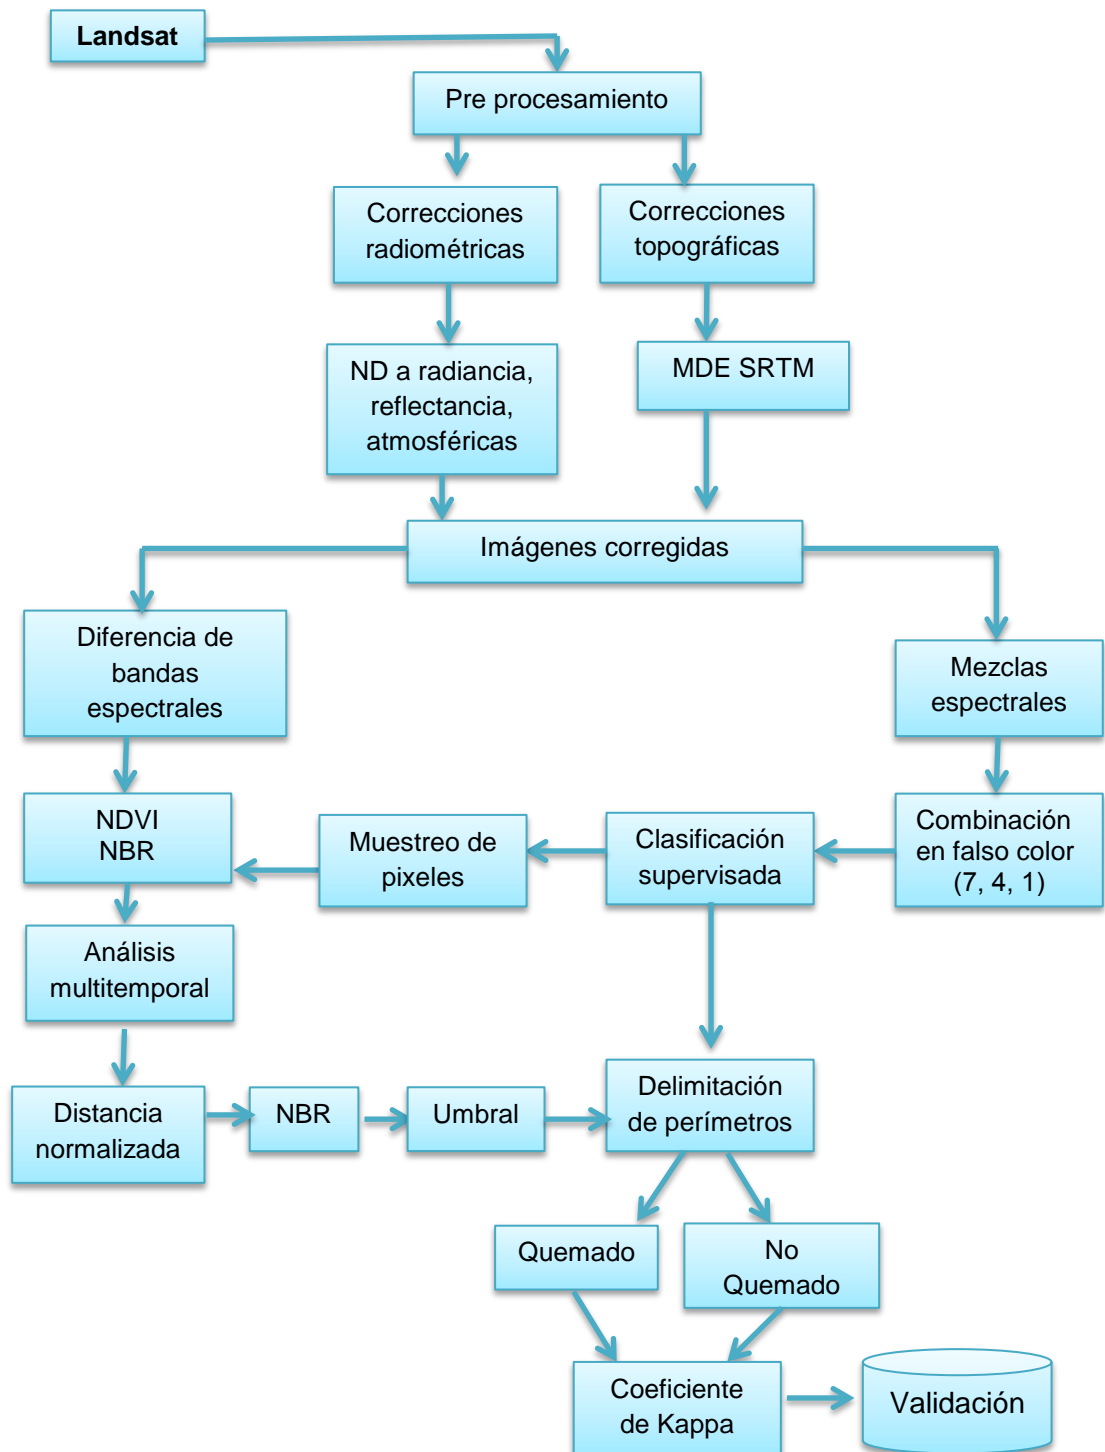 Landsat
Pre procesamiento
Correcciones
radiométricas
Correcciones
topográficas
ND a radiancia,
reflectancia,
atmosféricas
MDE SRTM
Imágenes corregidas
Diferencia de
bandas
espectrales
Mezclas
espectrales
NDVI
NBR
Muestreo de
pixeles
Clasificación
supervisada
Combinación
en falso color
(7, 4, 1)
Análisis
multitemporal
Distancia
normalizada
NBR
Umbral
Delimitación
de perímetros
Quemado
No
Quemado
Coeficiente
de Kappa
Validación